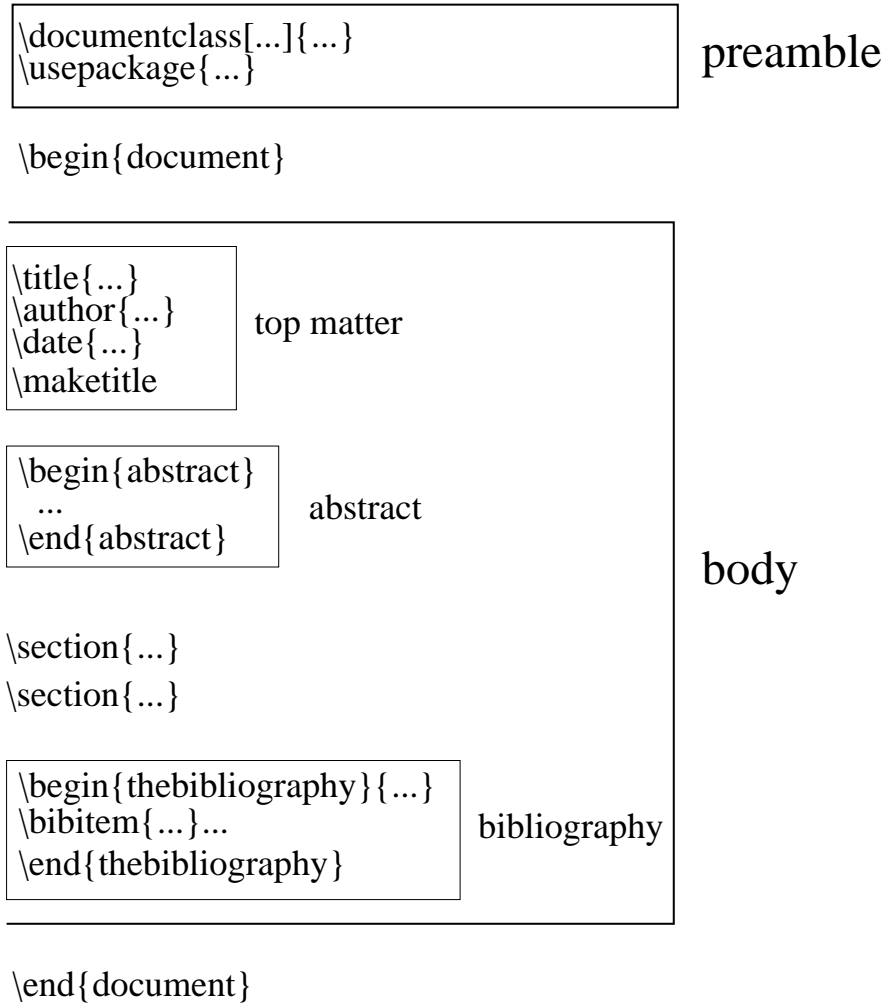 \documentclass[...]{...}
\usepackage{...}
preamble
\begin{document}
\title{...}
\author{...}
\date{...}
\maketitle
top matter
\begin{abstract}
...
\end{abstract}
abstract
body
\section{...}
\section{...}
\begin{thebibliography}{...}
\bibitem{...}...
\end{thebibliography}
bibliography
\end{document}